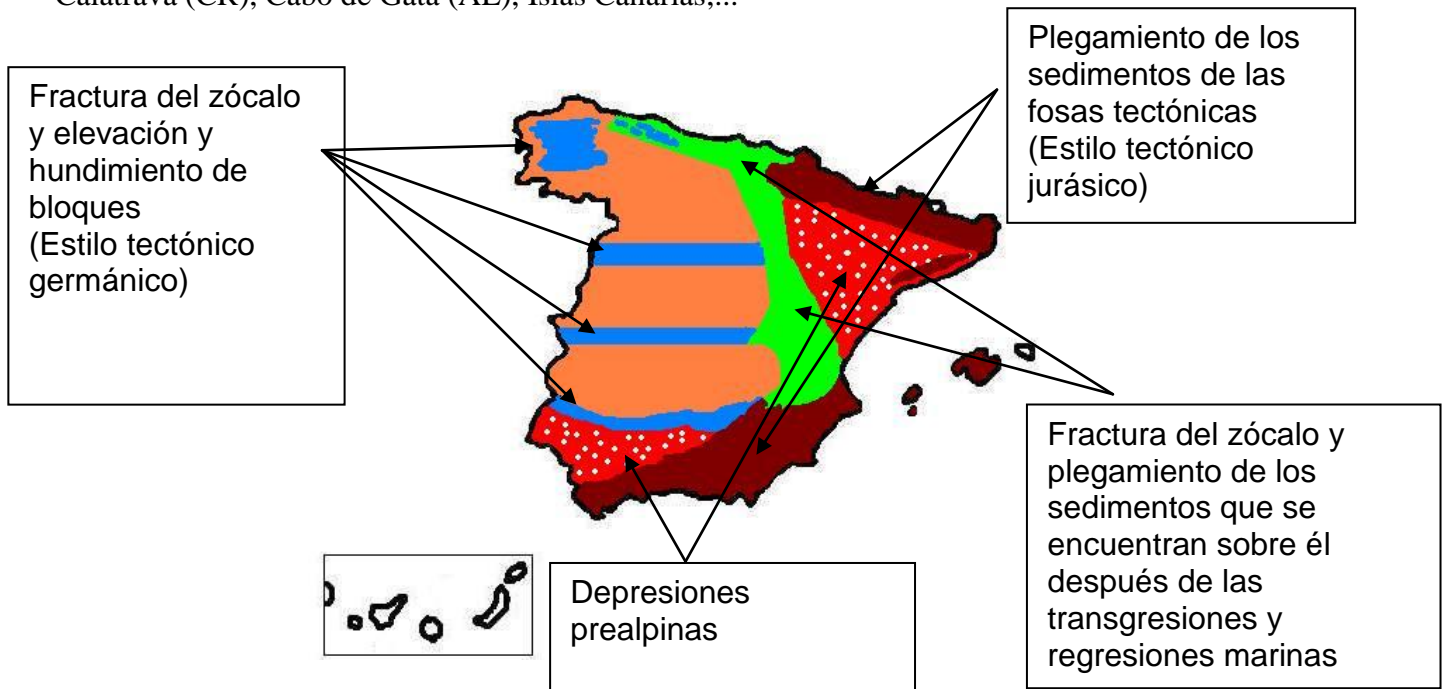 Calatrava (CR), Cabo de Gata (AL), Islas Canarias,...
Plegamiento de los
sedimentos de las
fosas tectónicas
(Estilo tectónico
jurásico)
Fractura del zócalo
y elevación y
hundimiento de
bloques
(Estilo tectónico
germánico)
Fractura del zócalo y
plegamiento de los
sedimentos que se
encuentran sobre él
después de las
transgresiones y
regresiones marinas
Depresiones
prealpinas